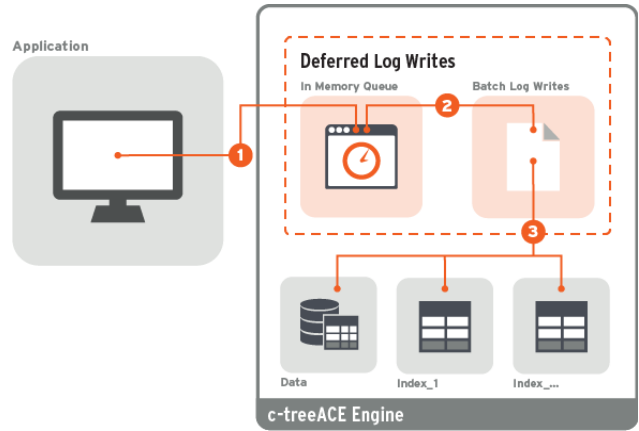 Application
Deferred Log Writes
In Memory Queue
Batch Log Writes
1
2
3
Data
Index_1
Index_...
c-treeACE Engine